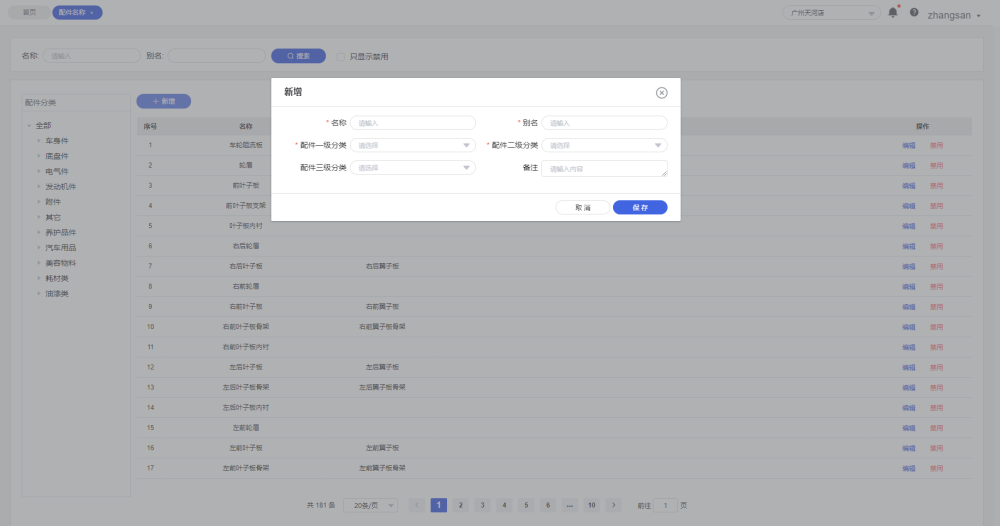 首页 配件名称 × 广州天河店 zhangsan
名称: 请输入 别名: 搜索 只显示禁用
配件分类
全部
车身件
底盘件
电气件
发动机件
附件
其它
养护品件
汽车用品
美容物料
耗材类
油漆类
+ 新增
序号 名称 操作
1 车轮阻流板 编辑 禁用
2 轮眉 编辑 禁用
3 前叶子板 编辑 禁用
4 前叶子板支架 编辑 禁用
5 叶子板内衬 编辑 禁用
6 右后轮眉 编辑 禁用
7 右后叶子板 右后翼子板 编辑 禁用
8 右前轮眉 编辑 禁用
9 右前叶子板 右前翼子板 编辑 禁用
10 右前叶子板骨架 右前翼子板骨架 编辑 禁用
11 右前叶子板内衬 编辑 禁用
12 左后叶子板 左后翼子板 编辑 禁用
13 左后叶子板骨架 左后翼子板骨架 编辑 禁用
14 左后叶子板内衬 编辑 禁用
15 左前轮眉 编辑 禁用
16 左前叶子板 左前翼子板 编辑 禁用
17 左前叶子板骨架 左前翼子板骨架 编辑 禁用
共 181 条 20条/页 1 2 3 4 5 6 ... 10 前往 1 页
新增
* 名称 请输入 * 别名 请输入
* 配件一级分类 请选择 * 配件二级分类 请选择
配件三级分类 请选择 备注 请输入内容
取消 保存